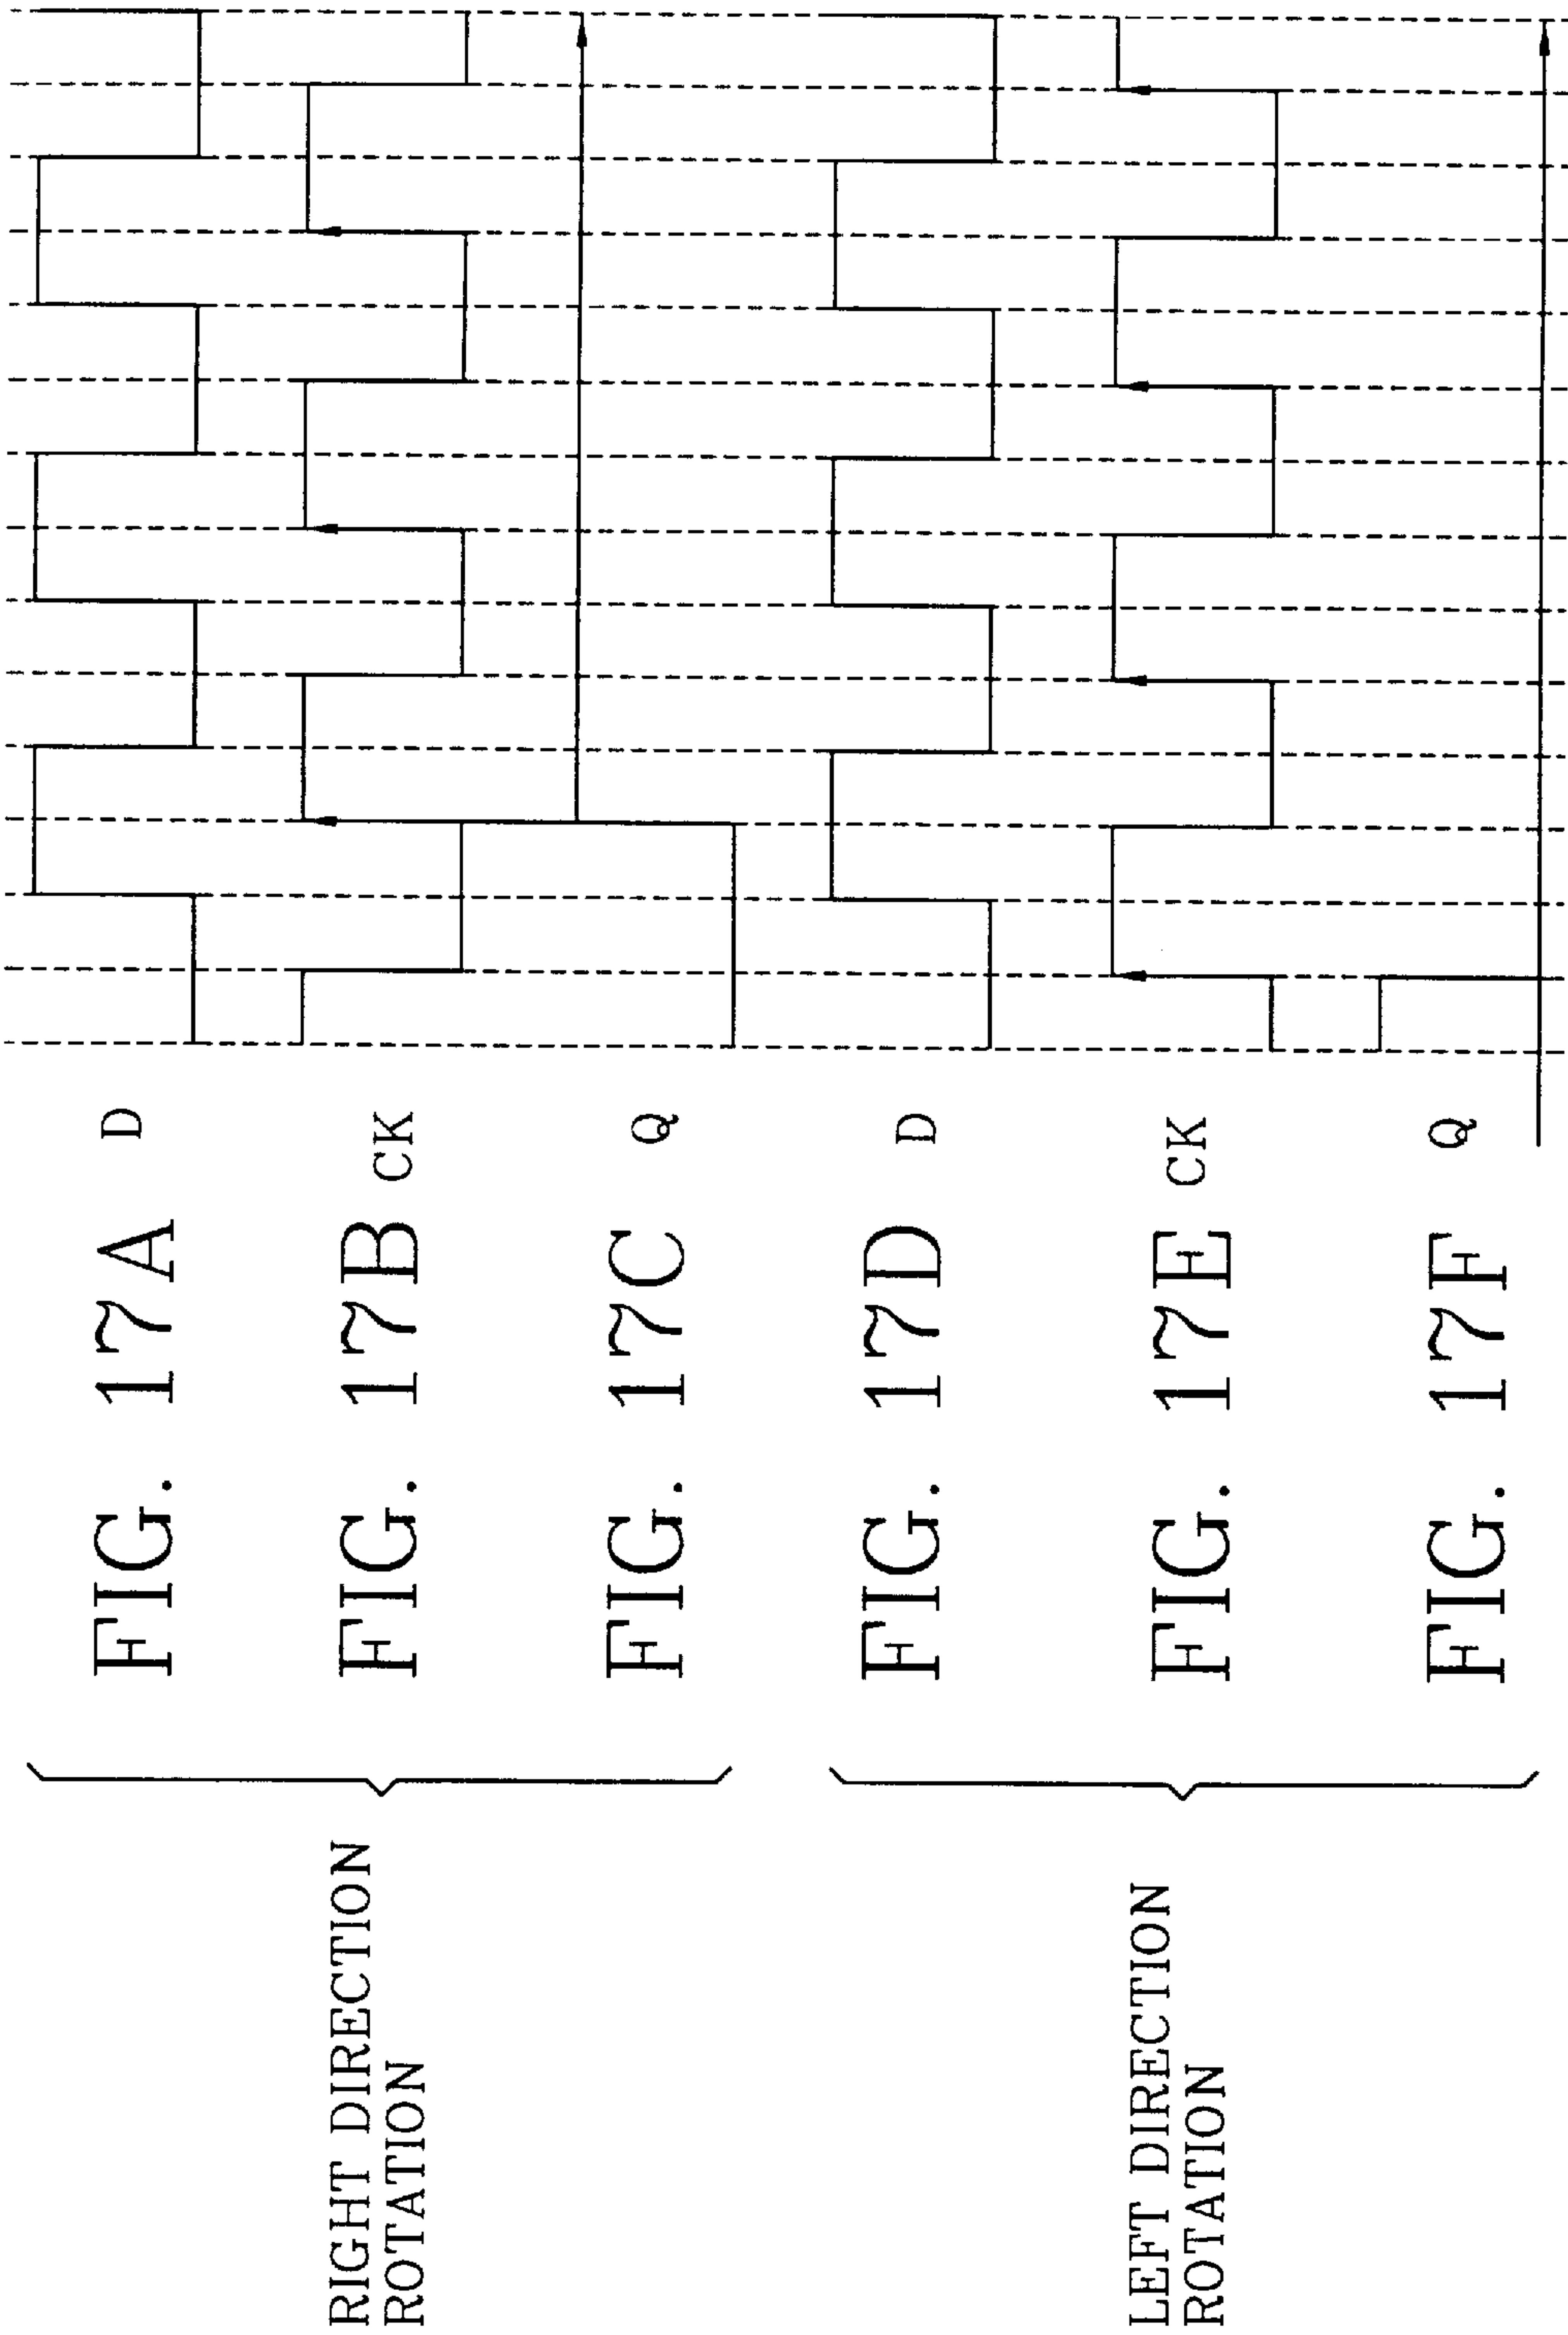 RIGHT DIRECTION
ROTATION
FIG. 17A D
FIG. 17B CK
FIG. 17C Q
LEFT DIRECTION
ROTATION
FIG. 17D D
FIG. 17E CK
FIG. 17F Q